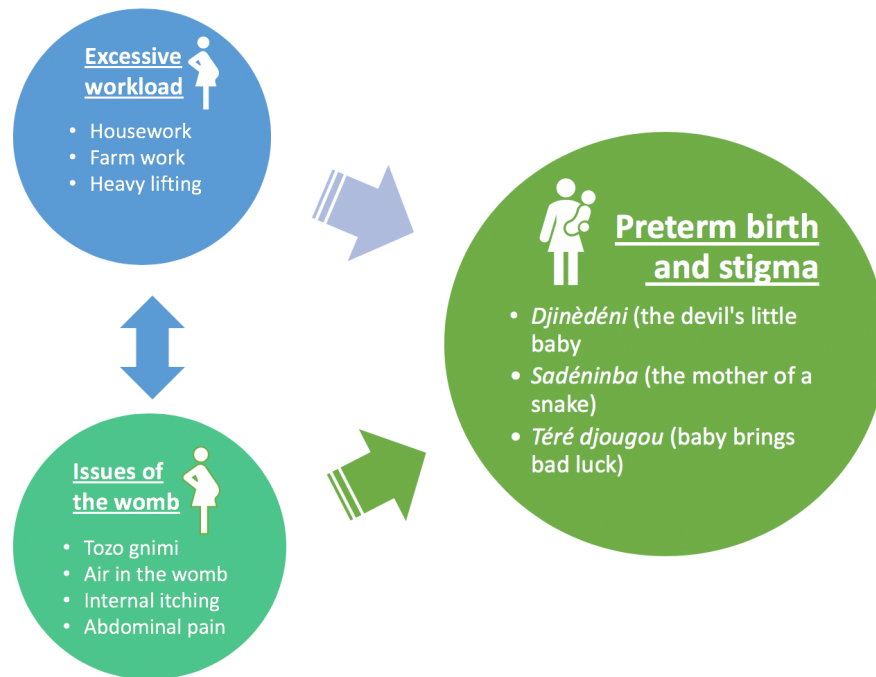 Excessive
workload
• Housework
• Farm work
• Heavy lifting
Issues of
the womb
• Tozo gnimi
• Air in the womb
• Internal itching
• Abdominal pain
Preterm birth
and stigma
• Djinèdéni (the devil's little
baby
• Sadéninba (the mother of a
snake)
• Téré djougou (baby brings
bad luck)